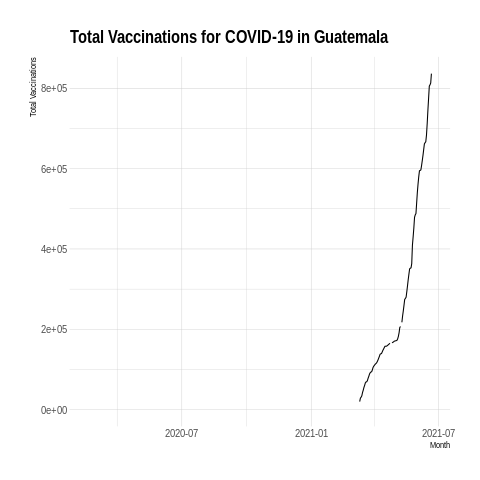 Total Vaccinations for COVID-19 in Guatemala
Total Vaccinations
8e+05
6e+05
4e+05
2e+05
0e+00
2020-07 2021-01 2021-07
Month